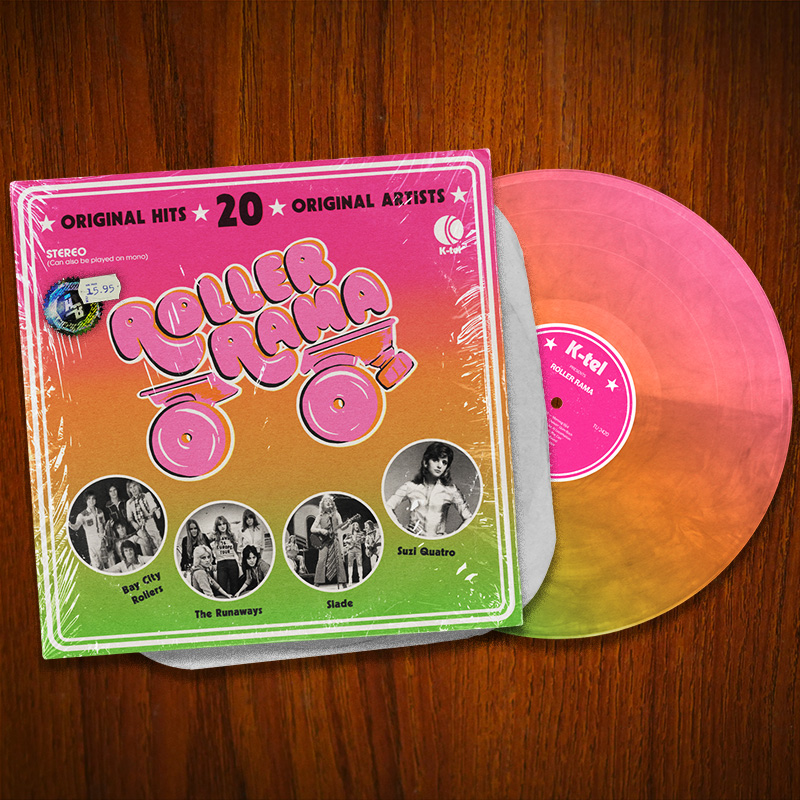 ORIGINAL HITS ★ 20 ★ ORIGINAL ARTISTS
STEREO
(Can also be played on mono)
K-tel
15.95
ROLLER
RAMA
Bay City
Rollers
The Runaways
Slade
Suzi Quatro
K-tel
PRESENTS
ROLLER RAMA